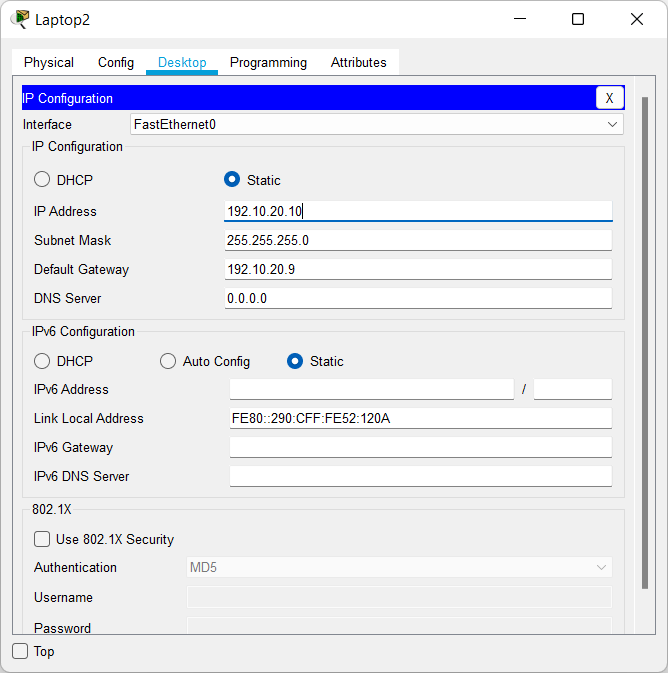 Laptop2
Physical Config Desktop Programming Attributes
IP Configuration X
Interface FastEthernet0
IP Configuration
DHCP Static
IP Address 192.10.20.10
Subnet Mask 255.255.255.0
Default Gateway 192.10.20.9
DNS Server 0.0.0.0
IPv6 Configuration
DHCP Auto Config Static
IPv6 Address /
Link Local Address FE80::290:CFF:FE52:120A
IPv6 Gateway
IPv6 DNS Server
802.1X
Use 802.1X Security
Authentication MD5
Username
Password
Top